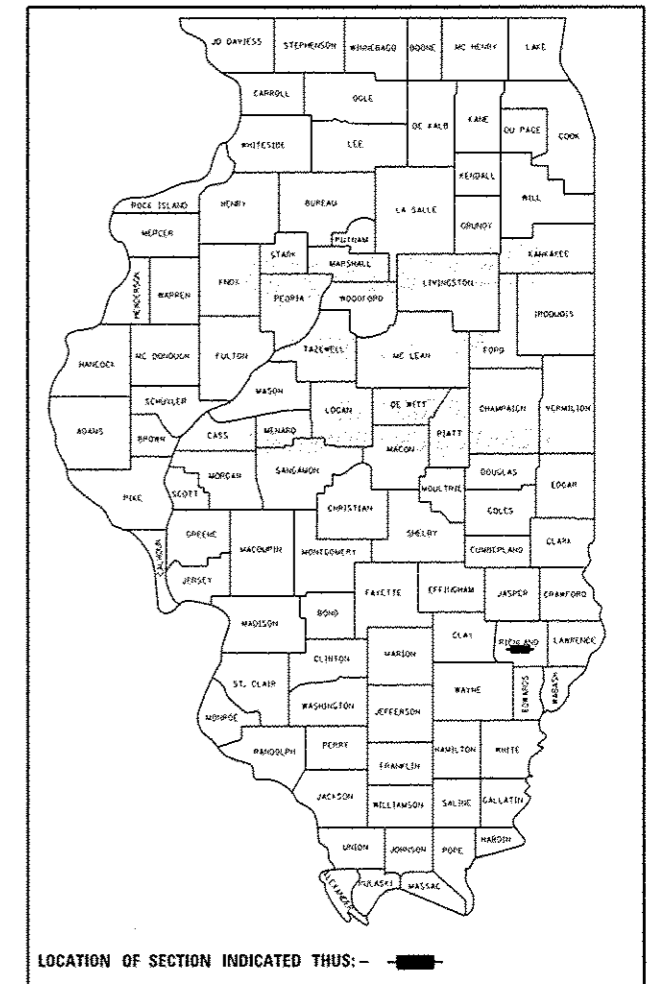 JO DAVIESS STEPHENSON WINNEBAGO BOONE MC HENRY LAKE
CARROLL OGLE DE KALB KANE DU PAGE COOK
WHITESIDE LEE KENDALL WILL
ROCK ISLAND HENRY BUREAU LA SALLE GRUNDY
MERCER PUTNAM KANKAKEE
HENDERSON WARREN KNOX STARK MARSHALL LIVINGSTON
PEORIA WOODFORD IROQUOIS
HANCOCK MC DONOUGH FULTON TAZEWELL MC LEAN FORD
SCHUYLER MASON
ADAMS BROWN CASS MENARD LOGAN DE WITT PIATT CHAMPAIGN VERMILION
PIKE SCOTT MORGAN SANGAMON MACON MOULTRIE DOUGLAS EDGAR
CHRISTIAN COLES
CALHOUN GREENE MACOUPIN MONTGOMERY SHELBY CUMBERLAND CLARK
JERSEY FAYETTE EFFINGHAM JASPER CRAWFORD
MADISON BOND CLAY RICHLAND LAWRENCE
CLINTON MARION
ST. CLAIR WAYNE EDWARDS WABASH
MONROE WASHINGTON JEFFERSON
RANDOLPH PERRY HAMILTON WHITE
FRANKLIN
JACKSON WILLIAMSON SALINE GALLATIN
UNION JOHNSON POPE HARDIN
ALEXANDER PULASKI MASSAC
LOCATION OF SECTION INDICATED THUS: -